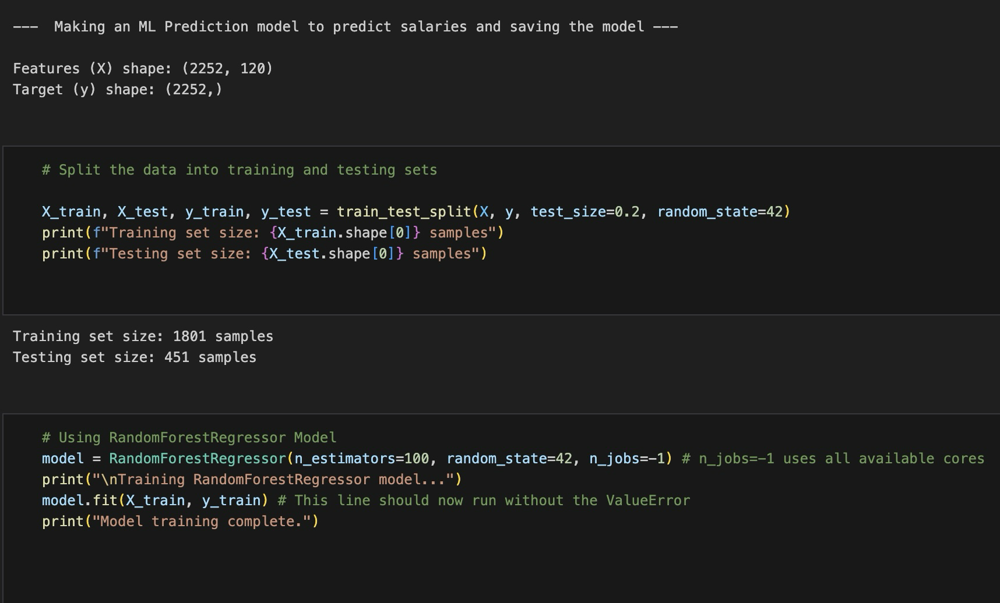 ---  Making an ML Prediction model to predict salaries and saving the model ---
Features (X) shape: (2252, 120)
Target (y) shape: (2252,)
# Split the data into training and testing sets
X_train, X_test, y_train, y_test = train_test_split(X, y, test_size=0.2, random_state=42)
print(f"Training set size: {X_train.shape[0]} samples")
print(f"Testing set size: {X_test.shape[0]} samples")
Training set size: 1801 samples
Testing set size: 451 samples
# Using RandomForestRegressor Model
model = RandomForestRegressor(n_estimators=100, random_state=42, n_jobs=-1) # n_jobs=-1 uses all available cores
print("\nTraining RandomForestRegressor model...")
model.fit(X_train, y_train) # This line should now run without the ValueError
print("Model training complete.")